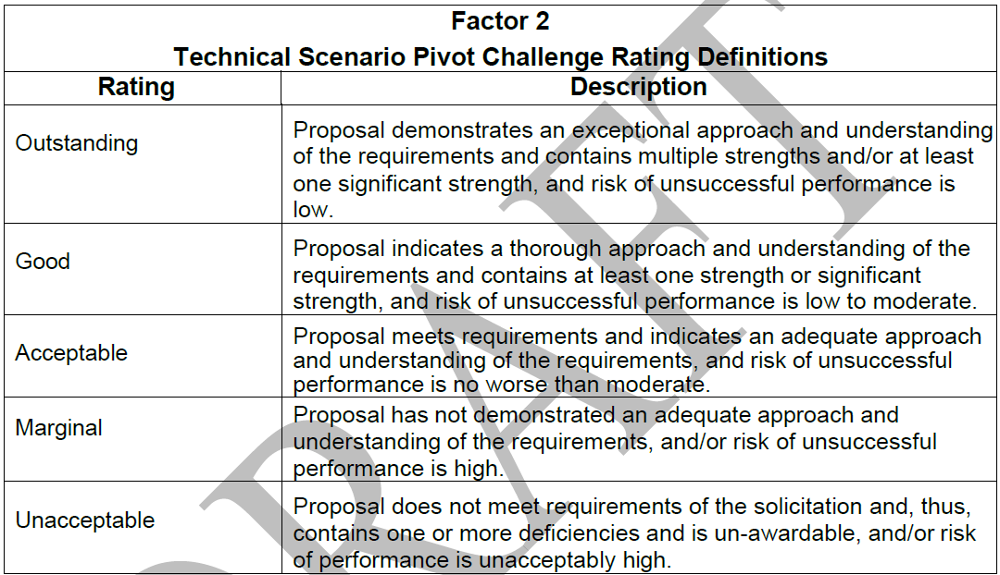 Factor 2
Technical Scenario Pivot Challenge Rating Definitions
Rating Description
Outstanding
Proposal demonstrates an exceptional approach and understanding
of the requirements and contains multiple strengths and/or at least
one significant strength, and risk of unsuccessful performance is
low.
Good
Proposal indicates a thorough approach and understanding of the
requirements and contains at least one strength or significant
strength, and risk of unsuccessful performance is low to moderate.
Acceptable
Proposal meets requirements and indicates an adequate approach
and understanding of the requirements, and risk of unsuccessful
performance is no worse than moderate.
Marginal
Proposal has not demonstrated an adequate approach and
understanding of the requirements, and/or risk of unsuccessful
performance is high.
Unacceptable
Proposal does not meet requirements of the solicitation and, thus,
contains one or more deficiencies and is un-awardable, and/or risk
of performance is unacceptably high.
DRAFT